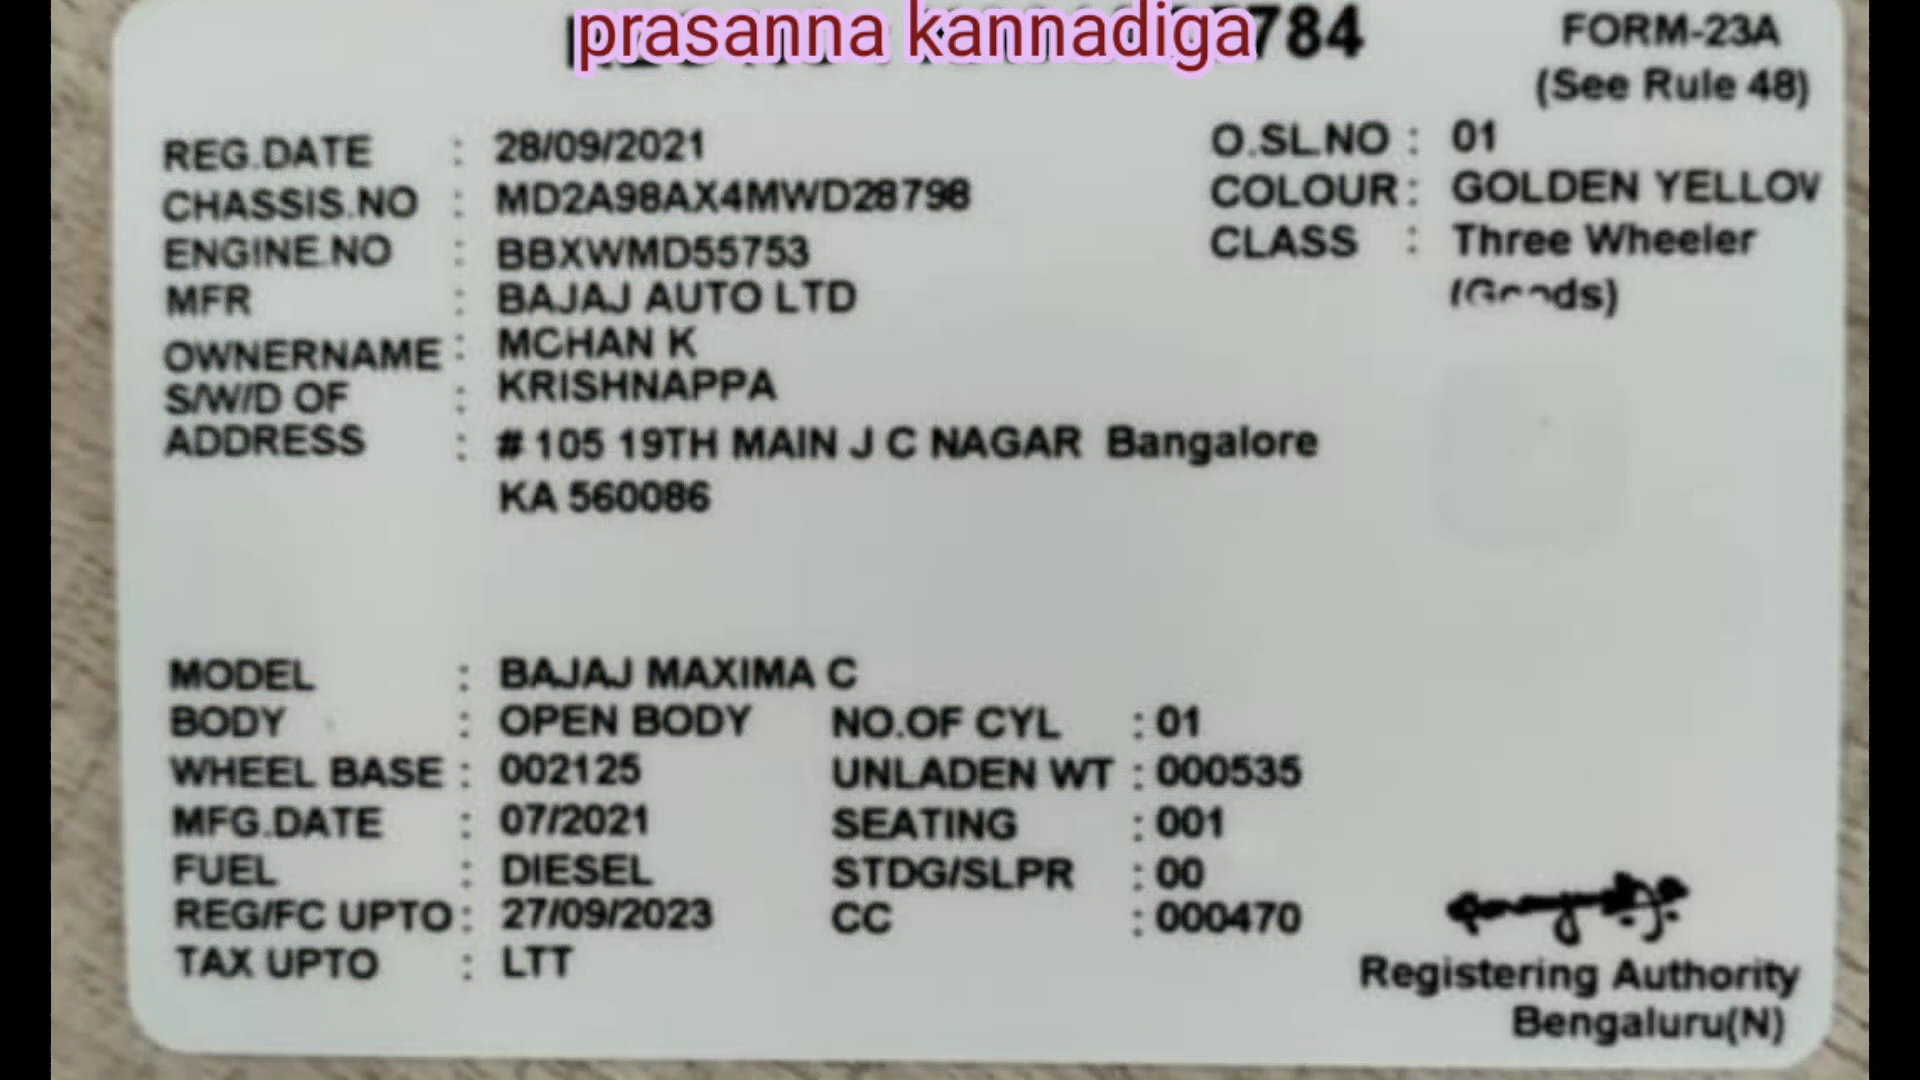 prasanna kannadiga
784
FORM-23A
(See Rule 48)
REG.DATE : 28/09/2021 O.SL.NO : 01
CHASSIS.NO : MD2A98AX4MWD28798 COLOUR : GOLDEN YELLOW
ENGINE.NO : BBXWMD55753 CLASS : Three Wheeler
MFR : BAJAJ AUTO LTD (Goods)
OWNERNAME : MOHAN K
S/W/D OF : KRISHNAPPA
ADDRESS : # 105 19TH MAIN J C NAGAR Bangalore
KA 560086
MODEL : BAJAJ MAXIMA C
BODY : OPEN BODY NO.OF CYL : 01
WHEEL BASE : 002125 UNLADEN WT : 000535
MFG.DATE : 07/2021 SEATING : 001
FUEL : DIESEL STDG/SLPR : 00
REG/FC UPTO : 27/09/2023 CC : 000470
TAX UPTO : LTT
Registering Authority
Bengaluru(N)